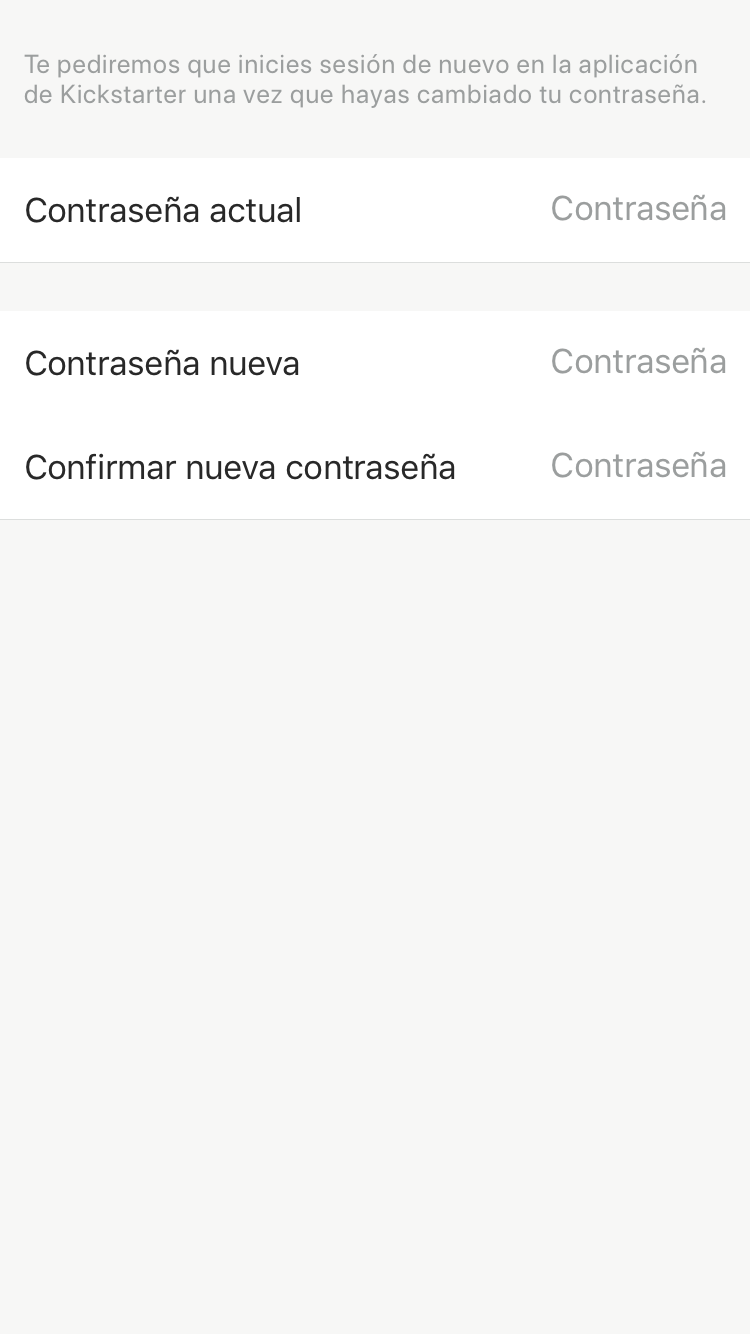 Te pediremos que inicies sesión de nuevo en la aplicación
de Kickstarter una vez que hayas cambiado tu contraseña.
Contraseña actual Contraseña
Contraseña nueva Contraseña
Confirmar nueva contraseña Contraseña